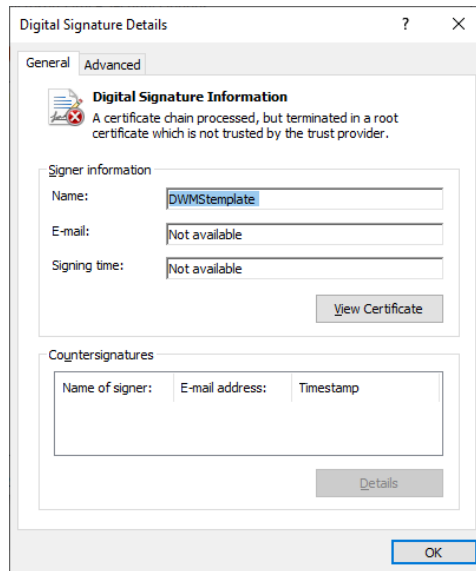 Digital Signature Details
?
General
Advanced
Digital Signature Information
A certificate chain processed, but terminated in a root
certificate which is not trusted by the trust provider.
Signer information
Name:
DWMStemplate
E-mail:
Not available
Signing time:
Not available
View Certificate
Countersignatures
Name of signer:
E-mail address:
Timestamp
Details
OK